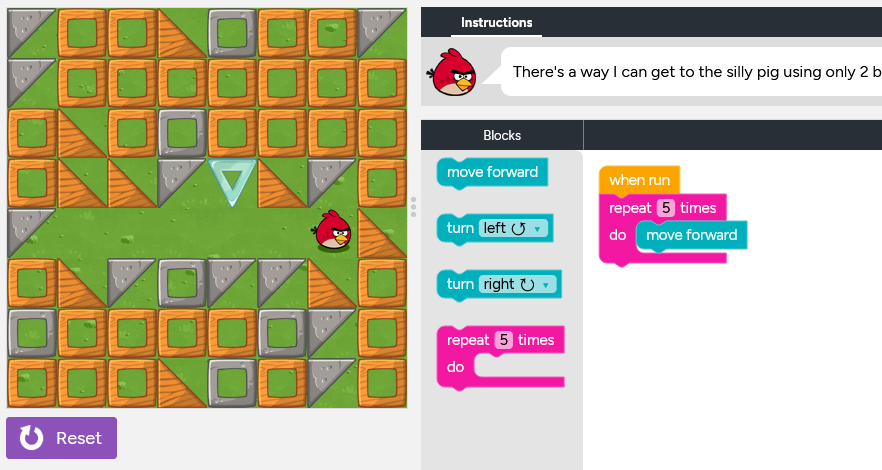 Instructions
There's a way I can get to the silly pig using only 2 b
Blocks
move forward
turn left
turn right
repeat 5 times
do
when run
repeat 5 times
do move forward
Reset